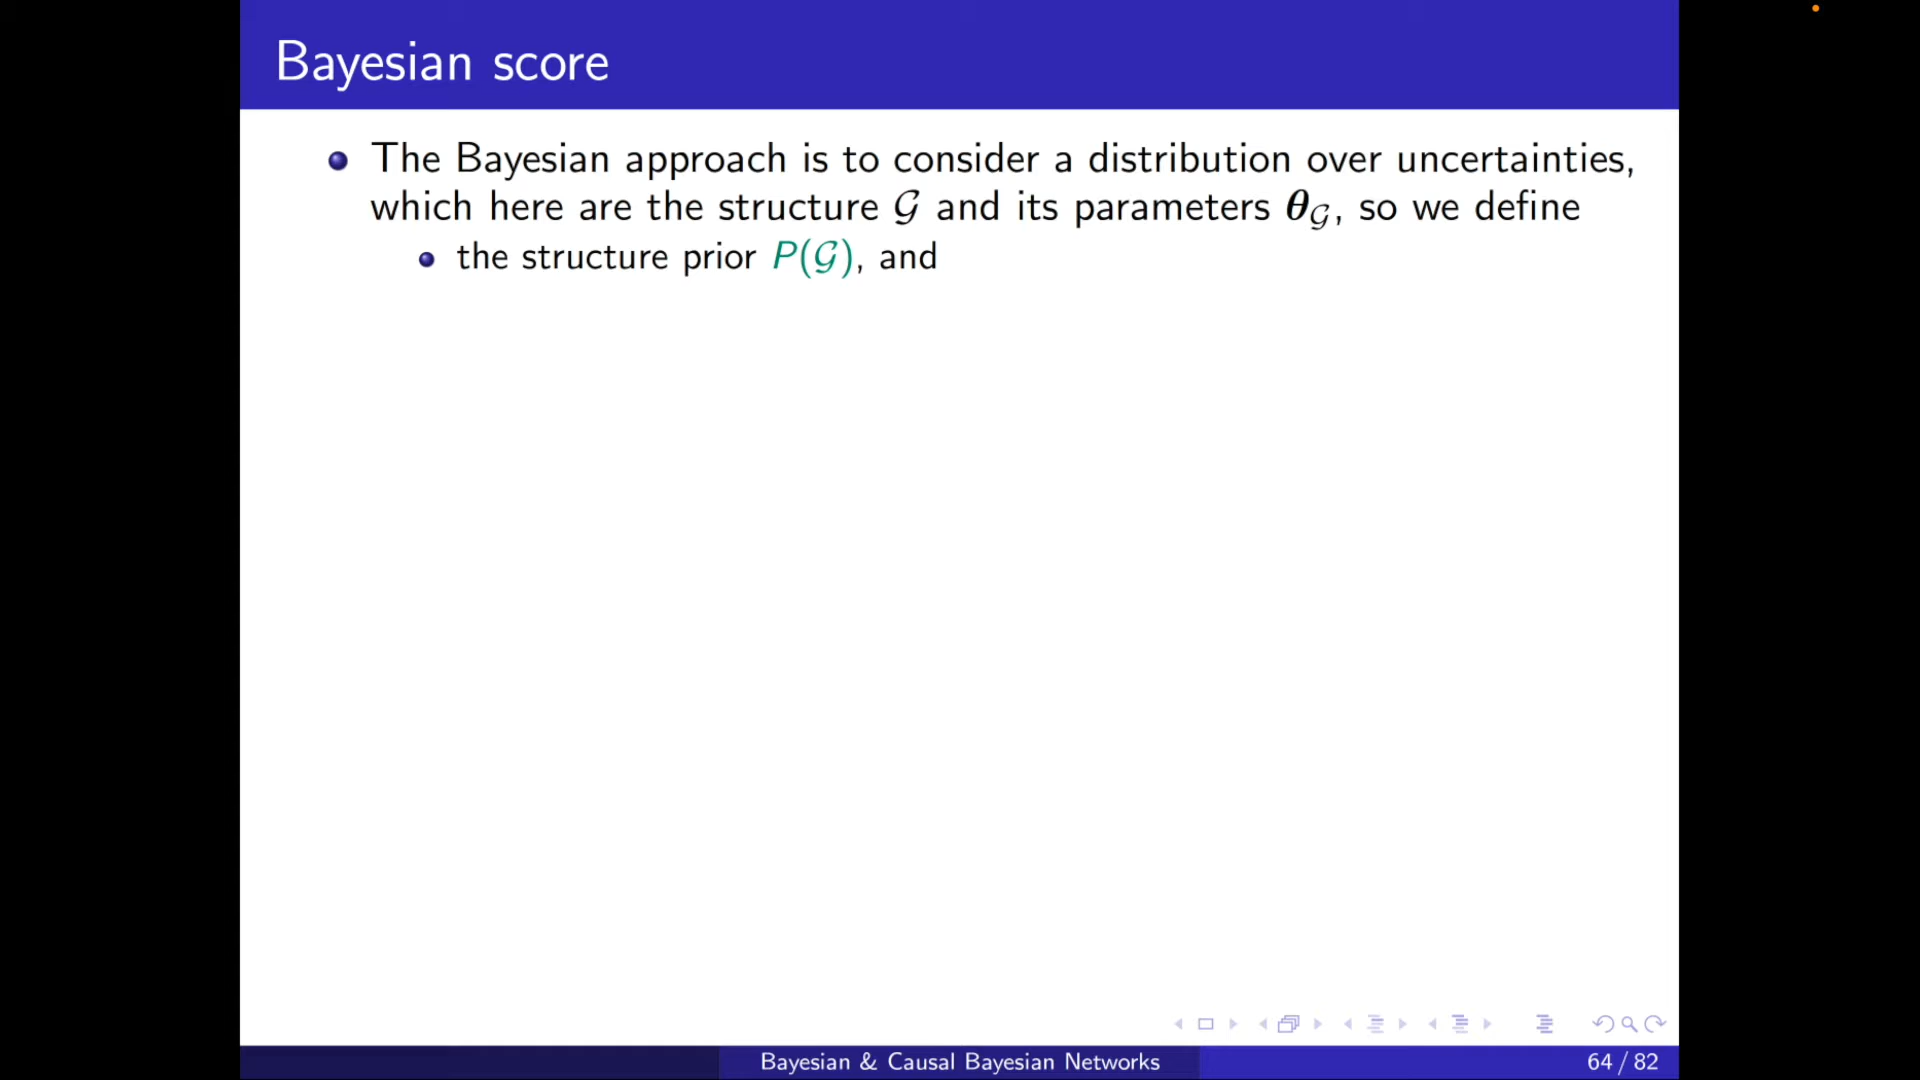 Bayesian score
The Bayesian approach is to consider a distribution over uncertainties,
which here are the structure 𝒢 and its parameters θ_𝒢, so we define
the structure prior P(𝒢), and
Bayesian & Causal Bayesian Networks
64 / 82